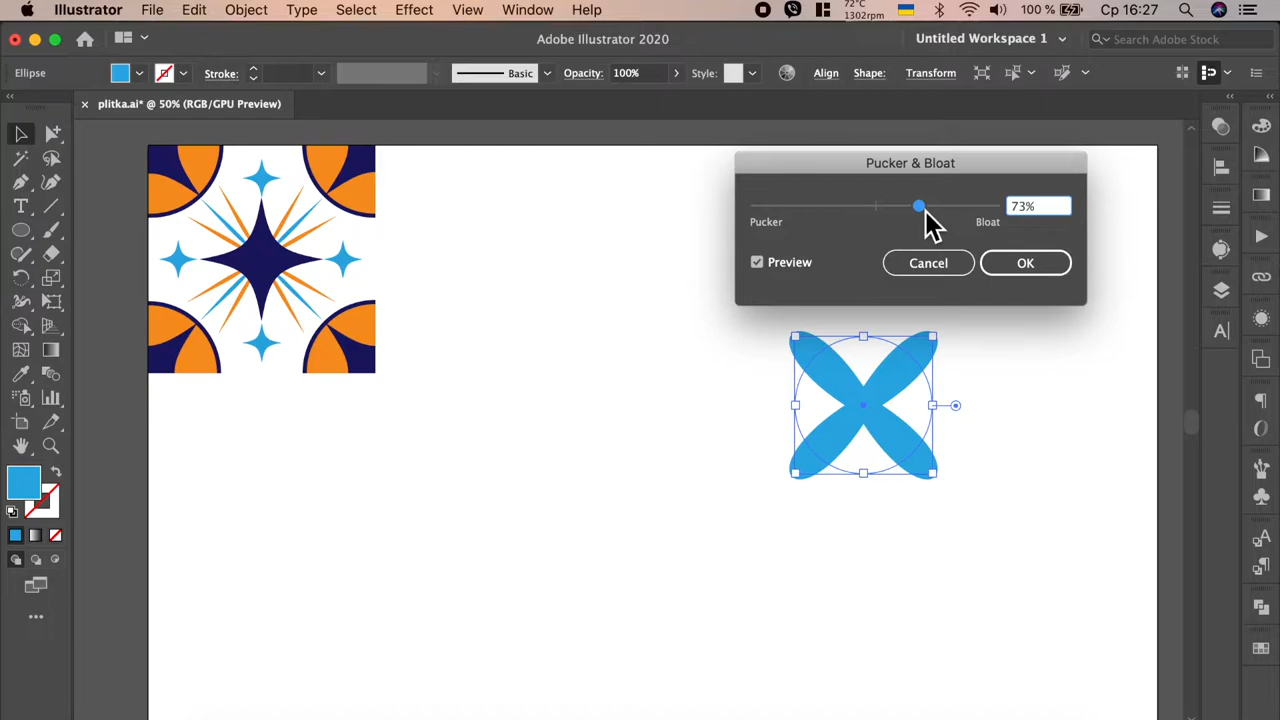 Illustrator File Edit Object Type Select Effect View Window Help 72°C 1302rpm 100 % Ср 16:27
Adobe Illustrator 2020 Untitled Workspace 1 Search Adobe Stock
Ellipse Stroke: Basic Opacity: 100% Style: Align Shape: Transform
plitka.ai* @ 50% (RGB/GPU Preview)
Pucker & Bloat
73%
Pucker Bloat
Preview Cancel OK